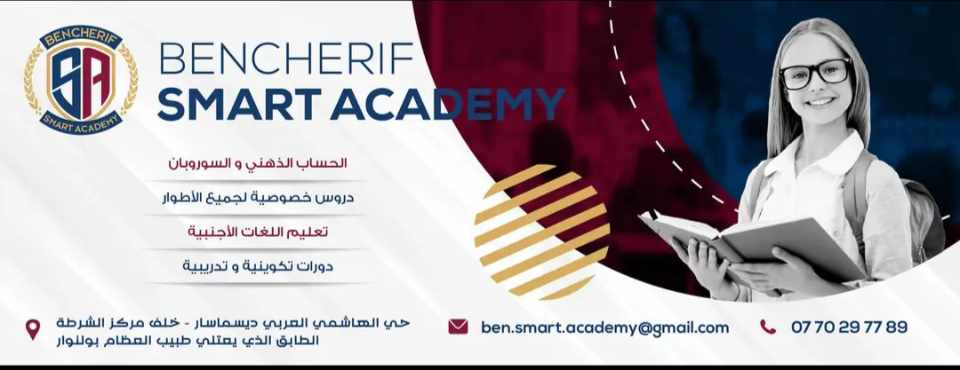 BENCHERIF
SMART ACADEMY
BENCHERIF
SA
SMART ACADEMY
الحساب الذهني و السوروبان
دروس خصوصية لجميع الأطوار
تعليم اللغات الأجنبية
دورات تكوينية و تدريبية
حي الهاشمي العربي ديسماسار - خلف مركز الشرطة
الطابق الذي يعتلي طبيب العظام بولنوار
ben.smart.academy@gmail.com
07 70 29 77 89